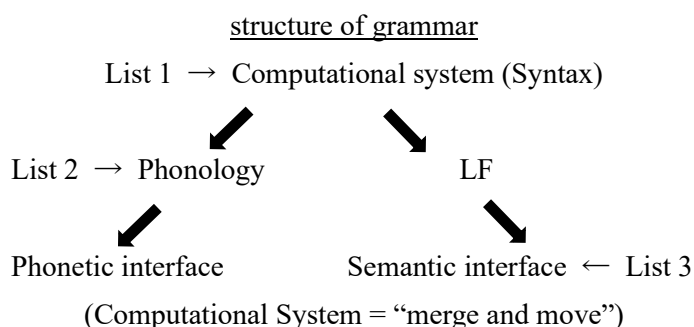 structure of grammar
List 1 → Computational system (Syntax)
List 2 → Phonology LF
Phonetic interface Semantic interface ← List 3
(Computational System = “merge and move”)